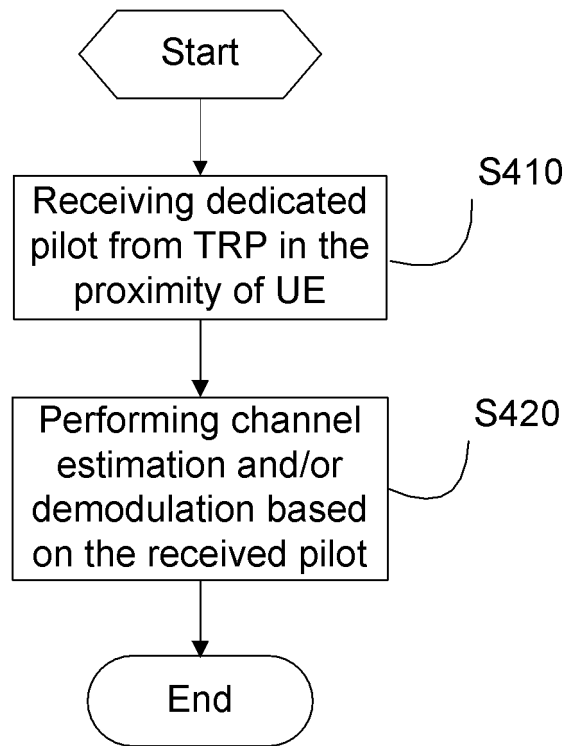 Start
S410
Receiving dedicated
pilot from TRP in the
proximity of UE
S420
Performing channel
estimation and/or
demodulation based
on the received pilot
End